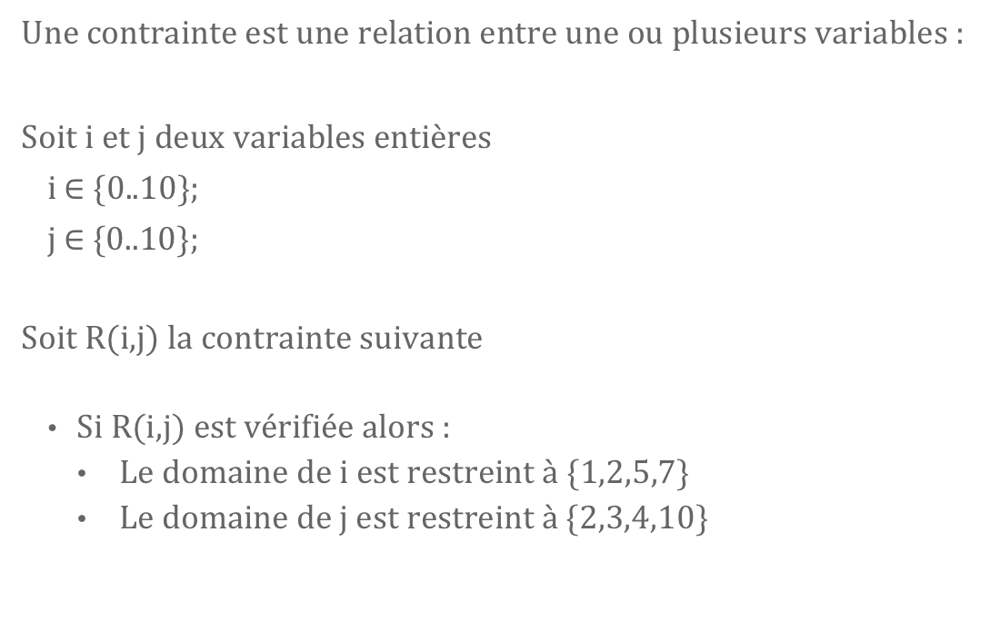 Une contrainte est une relation entre une ou plusieurs variables :
Soit i et j deux variables entières
i ∈ {0..10};
j ∈ {0..10};
Soit R(i,j) la contrainte suivante
• Si R(i,j) est vérifiée alors :
• Le domaine de i est restreint à {1,2,5,7}
• Le domaine de j est restreint à {2,3,4,10}